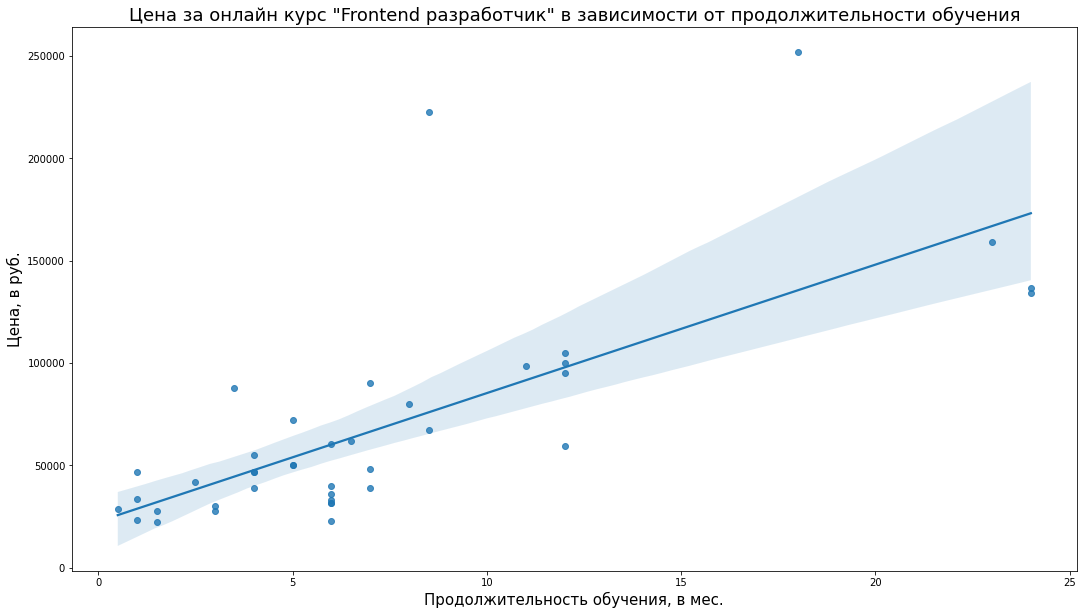 Цена за онлайн курс "Frontend разработчик" в зависимости от продолжительности обучения
Цена, в руб.
250000
200000
150000
100000
50000
0
0 5 10 15 20 25
Продолжительность обучения, в мес.